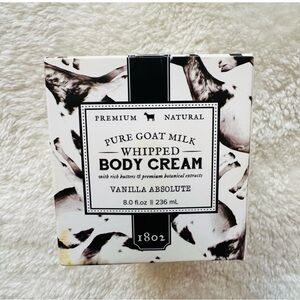 PREMIUM NATURAL
PURE GOAT MILK
WHIPPED
BODY CREAM
with rich butters & premium botanical extracts
VANILLA ABSOLUTE
8.0 fl.oz || 236 mL
1802